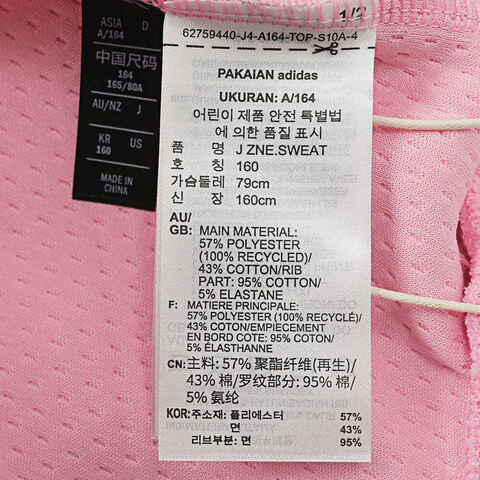 ASIA D
A/164
中国尺码
164
165/80A
AU/NZ J
KR US
160
MADE IN
CHINA
1/2
62759440-J4-A164-TOP-S10A-4
PAKAIAN adidas
UKURAN: A/164
어린이 제품 안전 특별법
에 의한 품질 표시
품 명 J ZNE.SWEAT
호 칭 160
가슴둘레 79cm
신 장 160cm
AU/
GB: MAIN MATERIAL:
57% POLYESTER
(100% RECYCLED)/
43% COTTON/RIB
PART: 95% COTTON/
5% ELASTANE
F: MATIERE PRINCIPALE:
57% POLYESTER (100% RECYCLÉ)/
43% COTON/EMPIECEMENT
EN BORD COTE: 95% COTON/
5% ÉLASTHANNE
CN: 主料: 57% 聚酯纤维(再生)/
43% 棉/罗纹部分: 95% 棉/
5% 氨纶
KOR: 주소재: 폴리에스터 57%
면 43%
리브부분: 면 95%